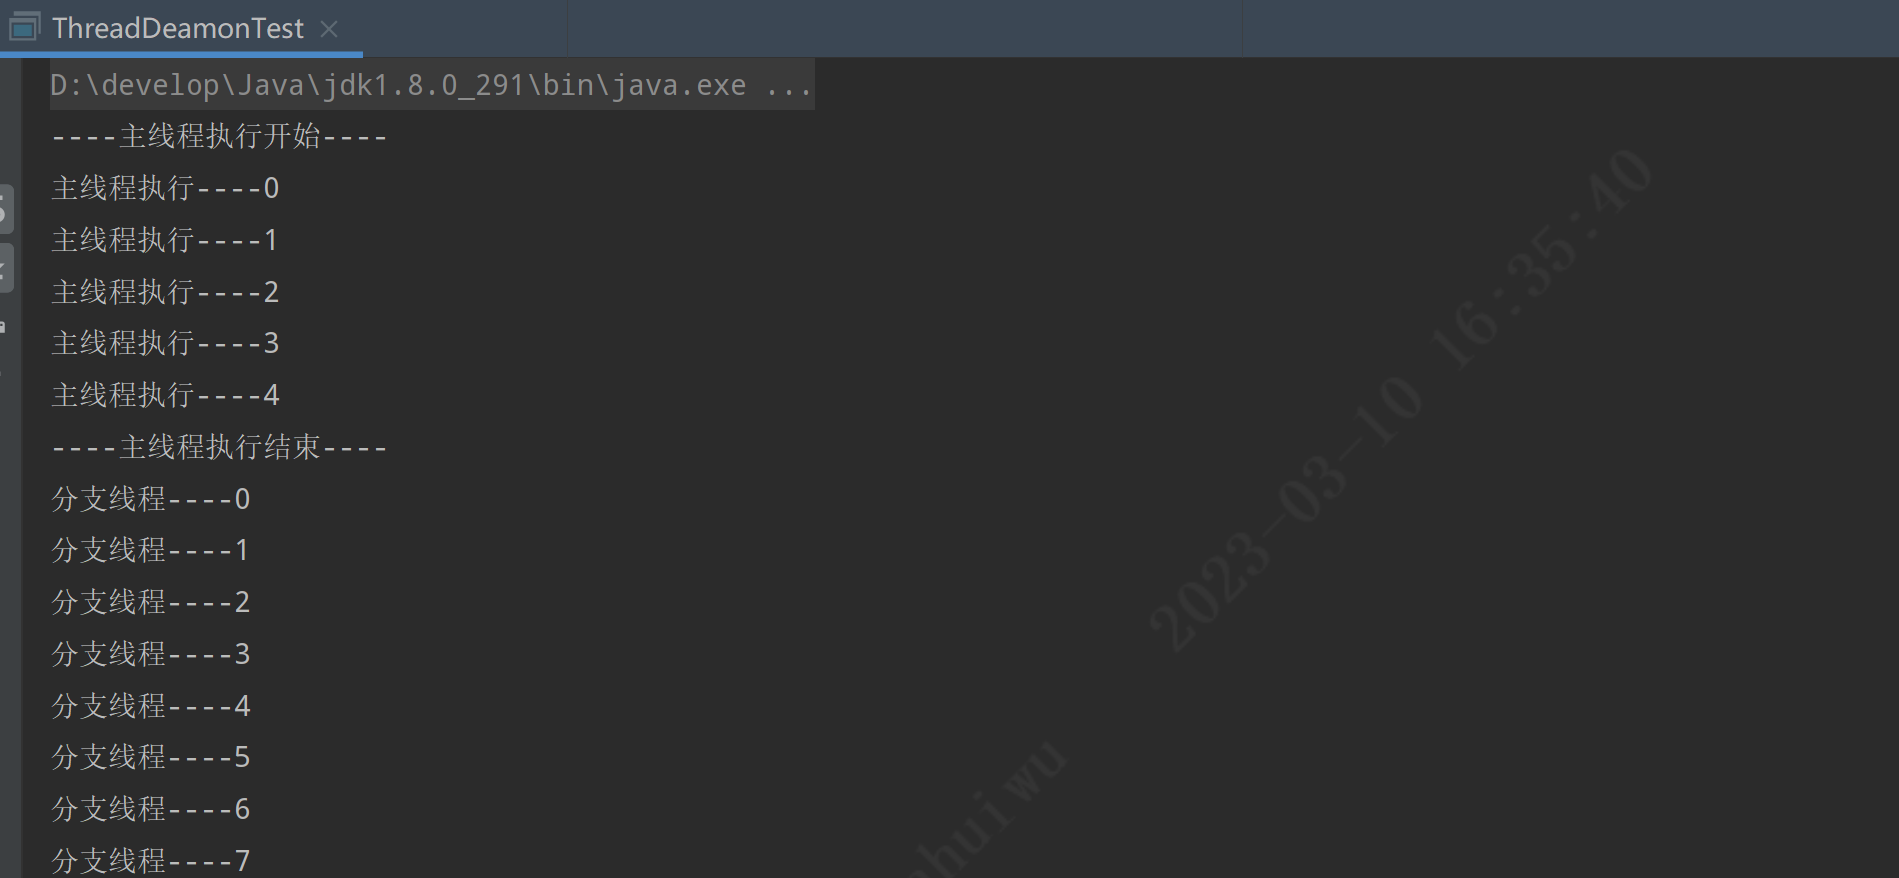 ThreadDeamonTest
D:\develop\Java\jdk1.8.0_291\bin\java.exe ...
----主线程执行开始----
主线程执行----0
主线程执行----1
主线程执行----2
主线程执行----3
主线程执行----4
----主线程执行结束----
分支线程----0
分支线程----1
分支线程----2
分支线程----3
分支线程----4
分支线程----5
分支线程----6
分支线程----7
2023-03-10 16:35:40